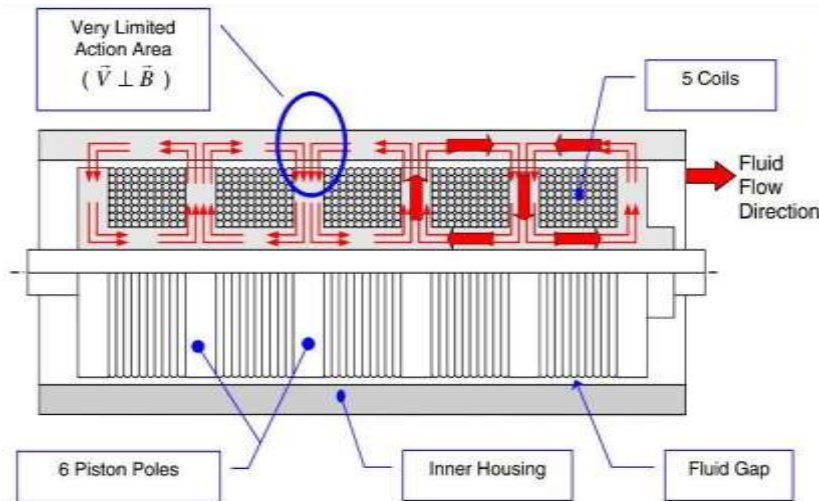 Very Limited
Action Area
( V⃗ ⊥ B⃗ )
5 Coils
Fluid
Flow
Direction
6 Piston Poles
Inner Housing
Fluid Gap